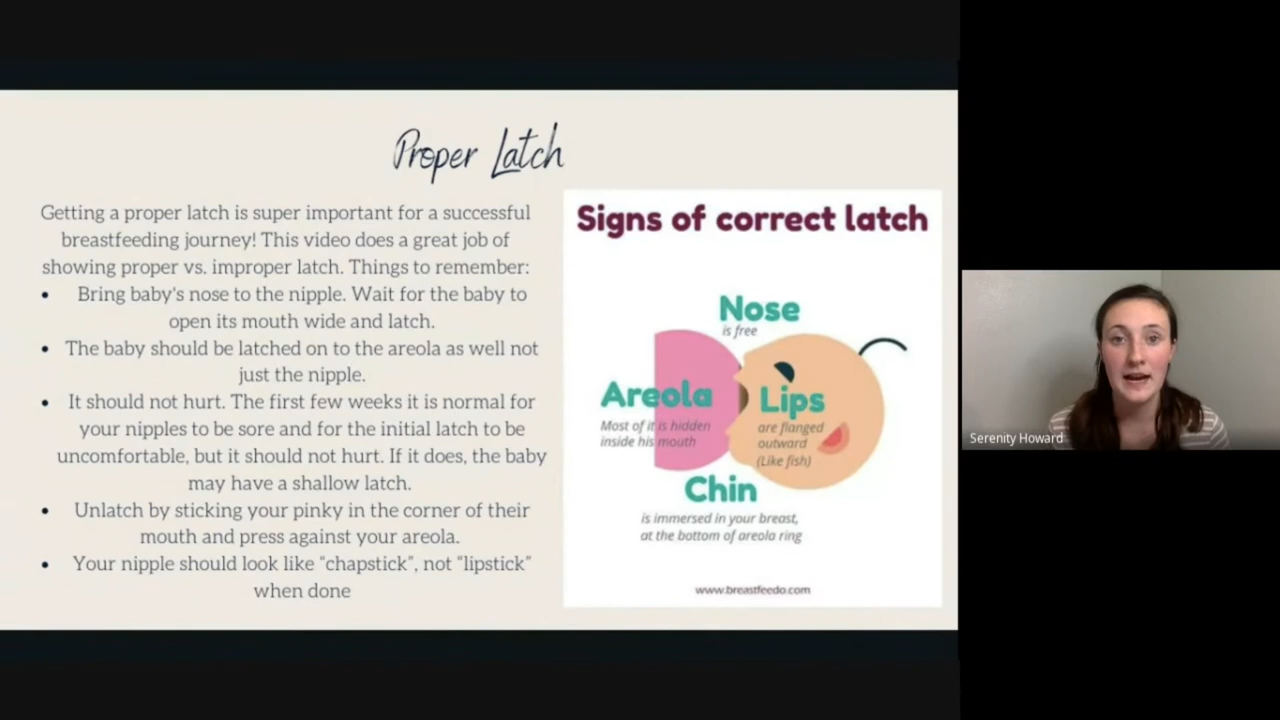 Proper Latch
Getting a proper latch is super important for a successful
breastfeeding journey! This video does a great job of
showing proper vs. improper latch. Things to remember:
• Bring baby's nose to the nipple. Wait for the baby to
open its mouth wide and latch.
• The baby should be latched on to the areola as well not
just the nipple.
• It should not hurt. The first few weeks it is normal for
your nipples to be sore and for the initial latch to be
uncomfortable, but it should not hurt. If it does, the baby
may have a shallow latch.
• Unlatch by sticking your pinky in the corner of their
mouth and press against your areola.
• Your nipple should look like “chapstick”, not “lipstick”
when done
Signs of correct latch
Nose
is free
Areola
Most of it is hidden
inside his mouth
Lips
are flanged
outward
(Like fish)
Chin
is immersed in your breast,
at the bottom of areola ring
www.breastfeedo.com
Serenity Howard